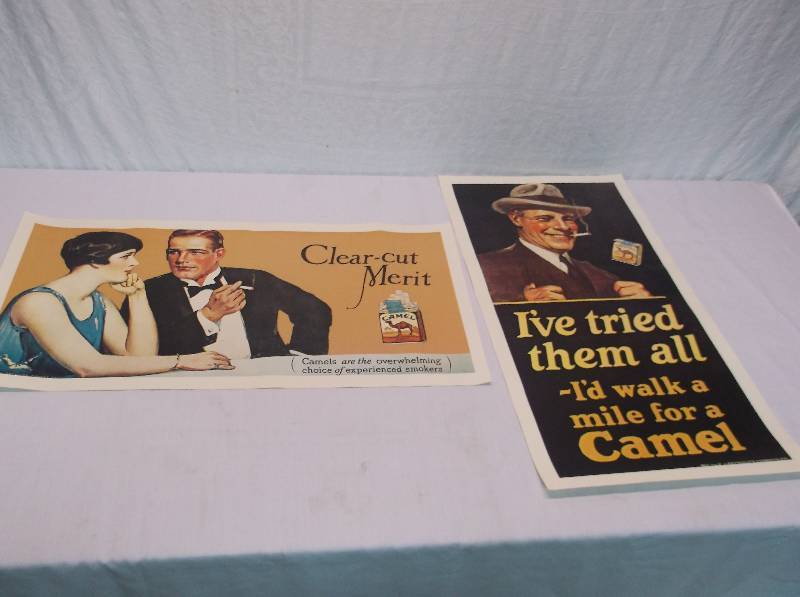 Clear-cut
Merit
CAMEL
( Camels are the overwhelming
choice of experienced smokers )
I've tried
them all
-I'd walk a
mile for a
Camel